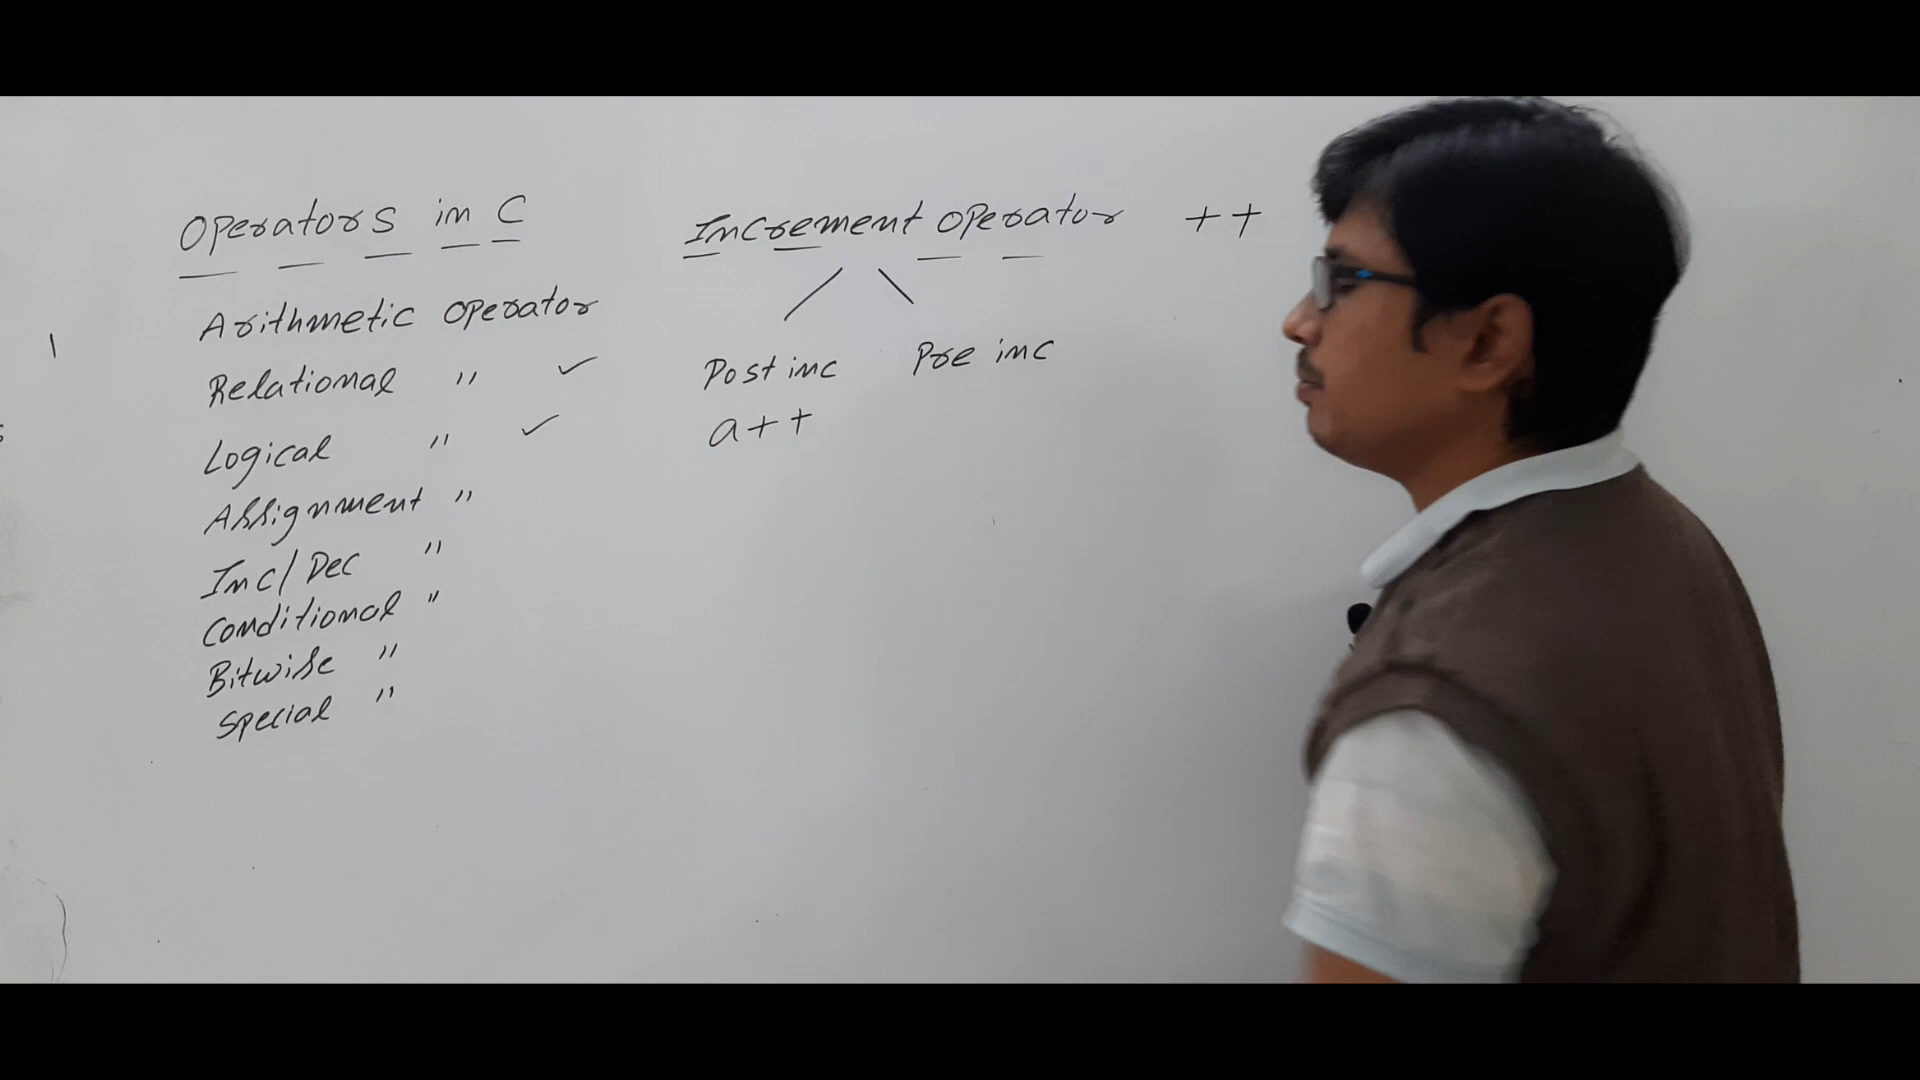 Operators in C
Arithmetic Operator
Relational " ✓
Logical " ✓
Assignment "
Inc/Dec "
Conditional "
Bitwise "
Special "
Increment Operator ++
Post inc Pre inc
a++